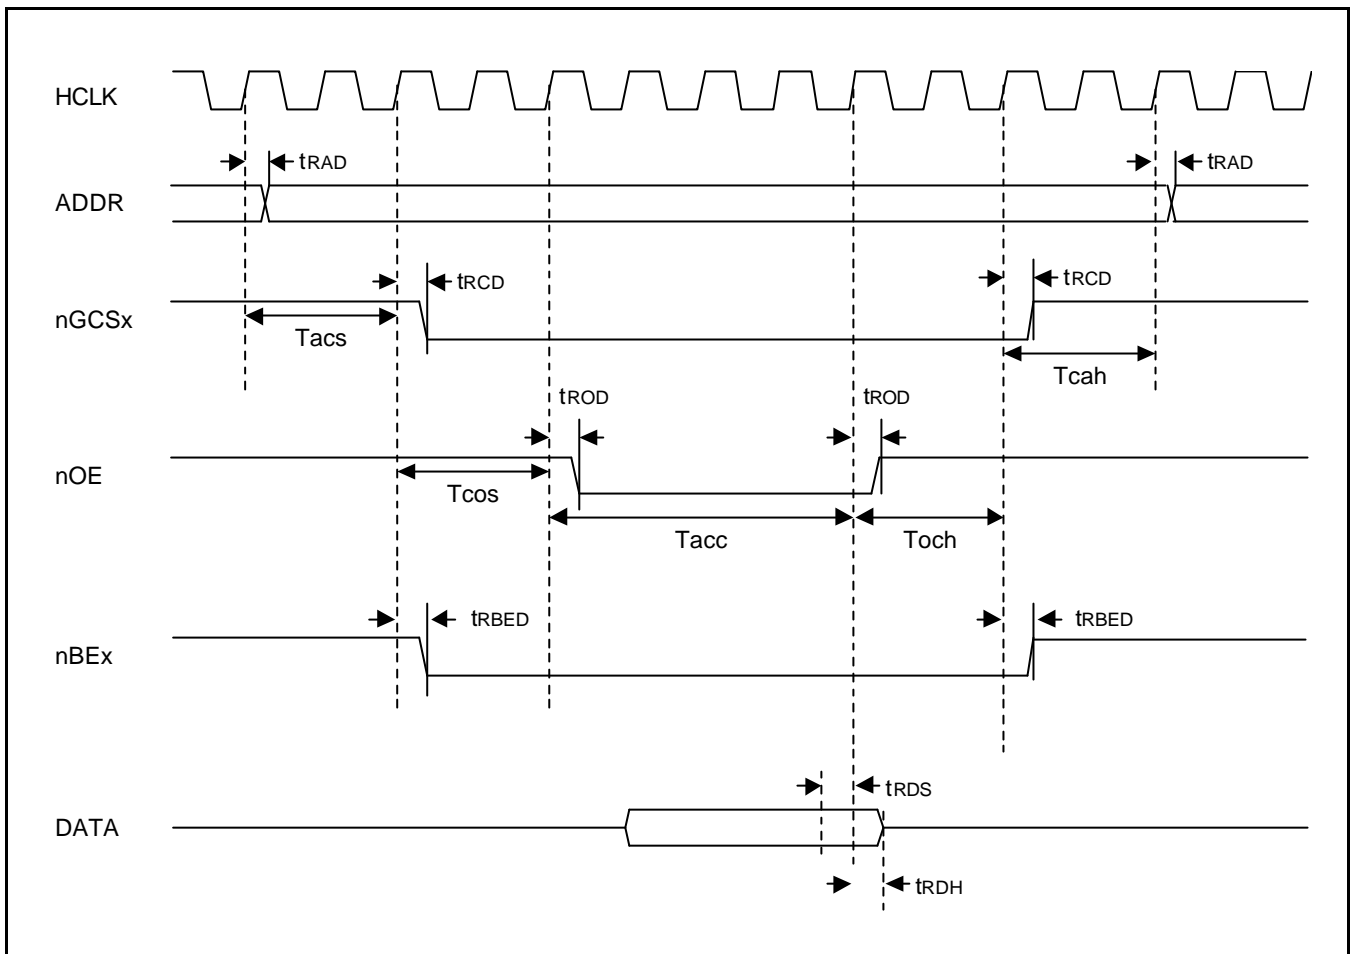 HCLK
tRAD
tRAD
ADDR
tRCD
tRCD
nGCSx
Tacs
Tcah
tROD
tROD
nOE
Tcos
Tacc
Toch
tRBED
tRBED
nBEx
tRDS
DATA
tRDH